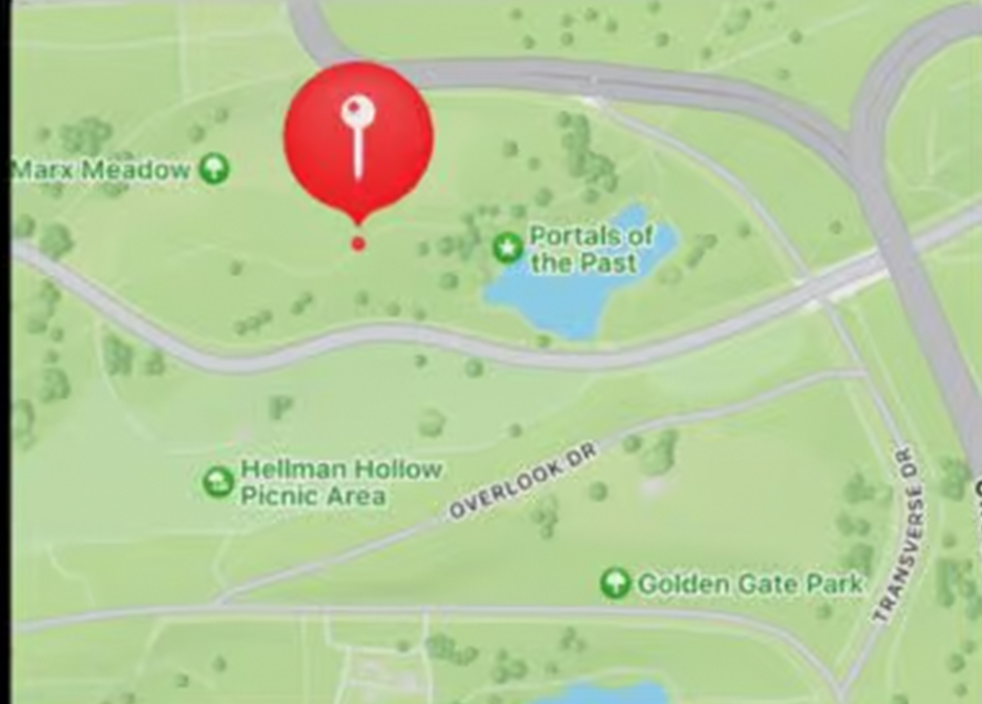 Marx Meadow
Portals of
the Past
Hellman Hollow
Picnic Area
OVERLOOK DR
TRANSVERSE DR
Golden Gate Park